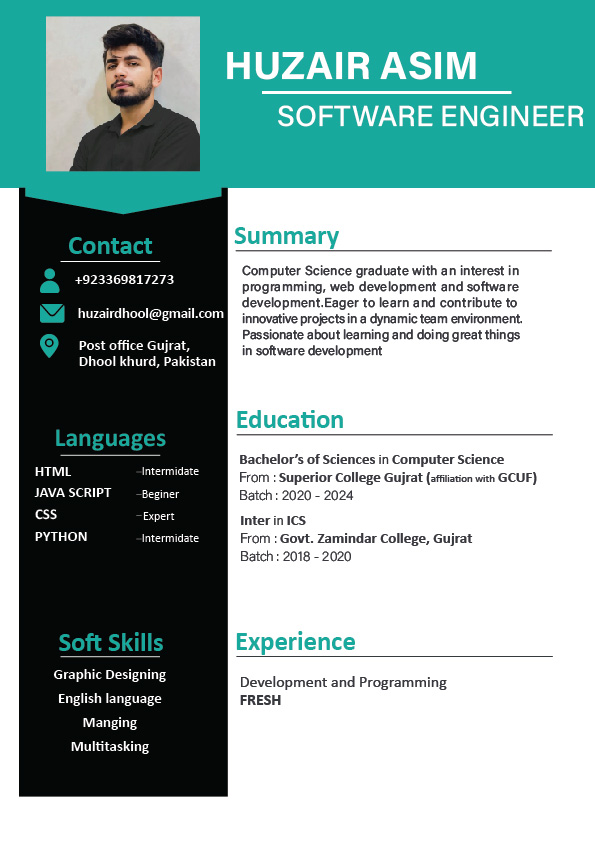 HUZAIR ASIM
SOFTWARE ENGINEER
Contact
+923369817273
huzairdhool@gmail.com
Post office Gujrat,
Dhool khurd, Pakistan
Languages
HTML –Intermidate
JAVA SCRIPT –Beginer
CSS –Expert
PYTHON –Intermidate
Soft Skills
Graphic Designing
English language
Manging
Multitasking
Summary
Computer Science graduate with an interest in
programming, web development and software
development.Eager to learn and contribute to
innovative projects in a dynamic team environment.
Passionate about learning and doing great things
in software development
Education
Bachelor’s of Sciences in Computer Science
From : Superior College Gujrat (affiliation with GCUF)
Batch : 2020 - 2024
Inter in ICS
From : Govt. Zamindar College, Gujrat
Batch : 2018 - 2020
Experience
Development and Programming
FRESH